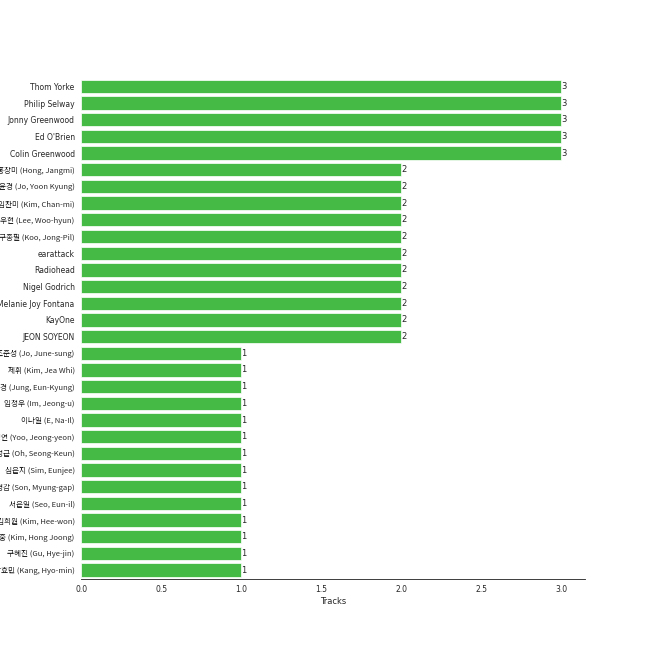 Thom Yorke 3
Philip Selway 3
Jonny Greenwood 3
Ed O'Brien 3
Colin Greenwood 3
(Hong, Jangmi) 2
윤경 (Jo, Yoon Kyung) 2
김찬미 (Kim, Chan-mi) 2
우현 (Lee, Woo-hyun) 2
구종필 (Koo, Jong-Pil) 2
earattack 2
Radiohead 2
Nigel Godrich 2
Melanie Joy Fontana 2
KayOne 2
JEON SOYEON 2
조준성 (Jo, June-sung) 1
제휘 (Kim, Jea Whi) 1
경 (Jung, Eun-Kyung) 1
임정우 (Im, Jeong-u) 1
이나일 (E, Na-Il) 1
연 (Yoo, Jeong-yeon) 1
성근 (Oh, Seong-Keun) 1
심은지 (Sim, Eunjee) 1
명갑 (Son, Myung-gap) 1
서은일 (Seo, Eun-il) 1
김희원 (Kim, Hee-won) 1
중 (Kim, Hong Joong) 1
구혜진 (Gu, Hye-jin) 1
효민 (Kang, Hyo-min) 1
0.0 0.5 1.0 1.5 2.0 2.5 3.0
Tracks